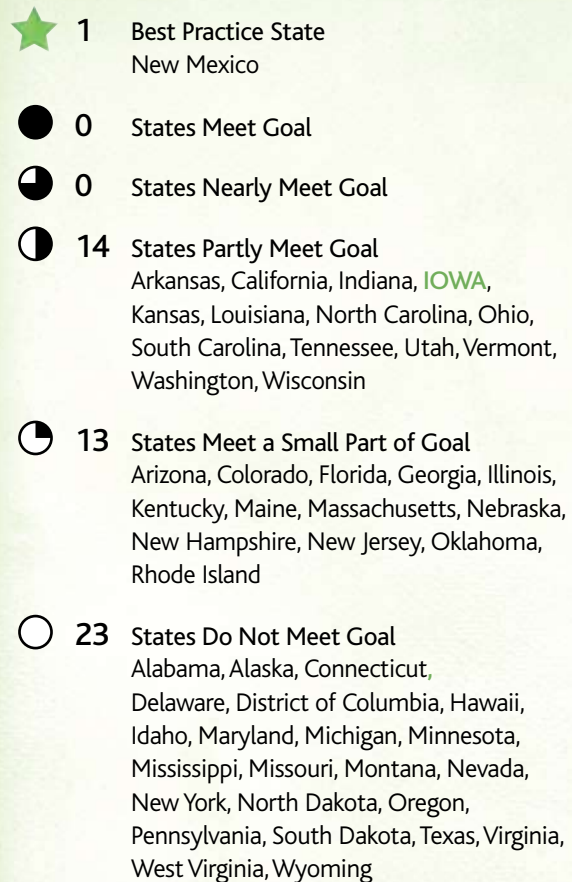 1 Best Practice State
New Mexico
0 States Meet Goal
0 States Nearly Meet Goal
14 States Partly Meet Goal
Arkansas, California, Indiana, IOWA,
Kansas, Louisiana, North Carolina, Ohio,
South Carolina, Tennessee, Utah, Vermont,
Washington, Wisconsin
13 States Meet a Small Part of Goal
Arizona, Colorado, Florida, Georgia, Illinois,
Kentucky, Maine, Massachusetts, Nebraska,
New Hampshire, New Jersey, Oklahoma,
Rhode Island
23 States Do Not Meet Goal
Alabama, Alaska, Connecticut,
Delaware, District of Columbia, Hawaii,
Idaho, Maryland, Michigan, Minnesota,
Mississippi, Missouri, Montana, Nevada,
New York, North Dakota, Oregon,
Pennsylvania, South Dakota, Texas, Virginia,
West Virginia, Wyoming